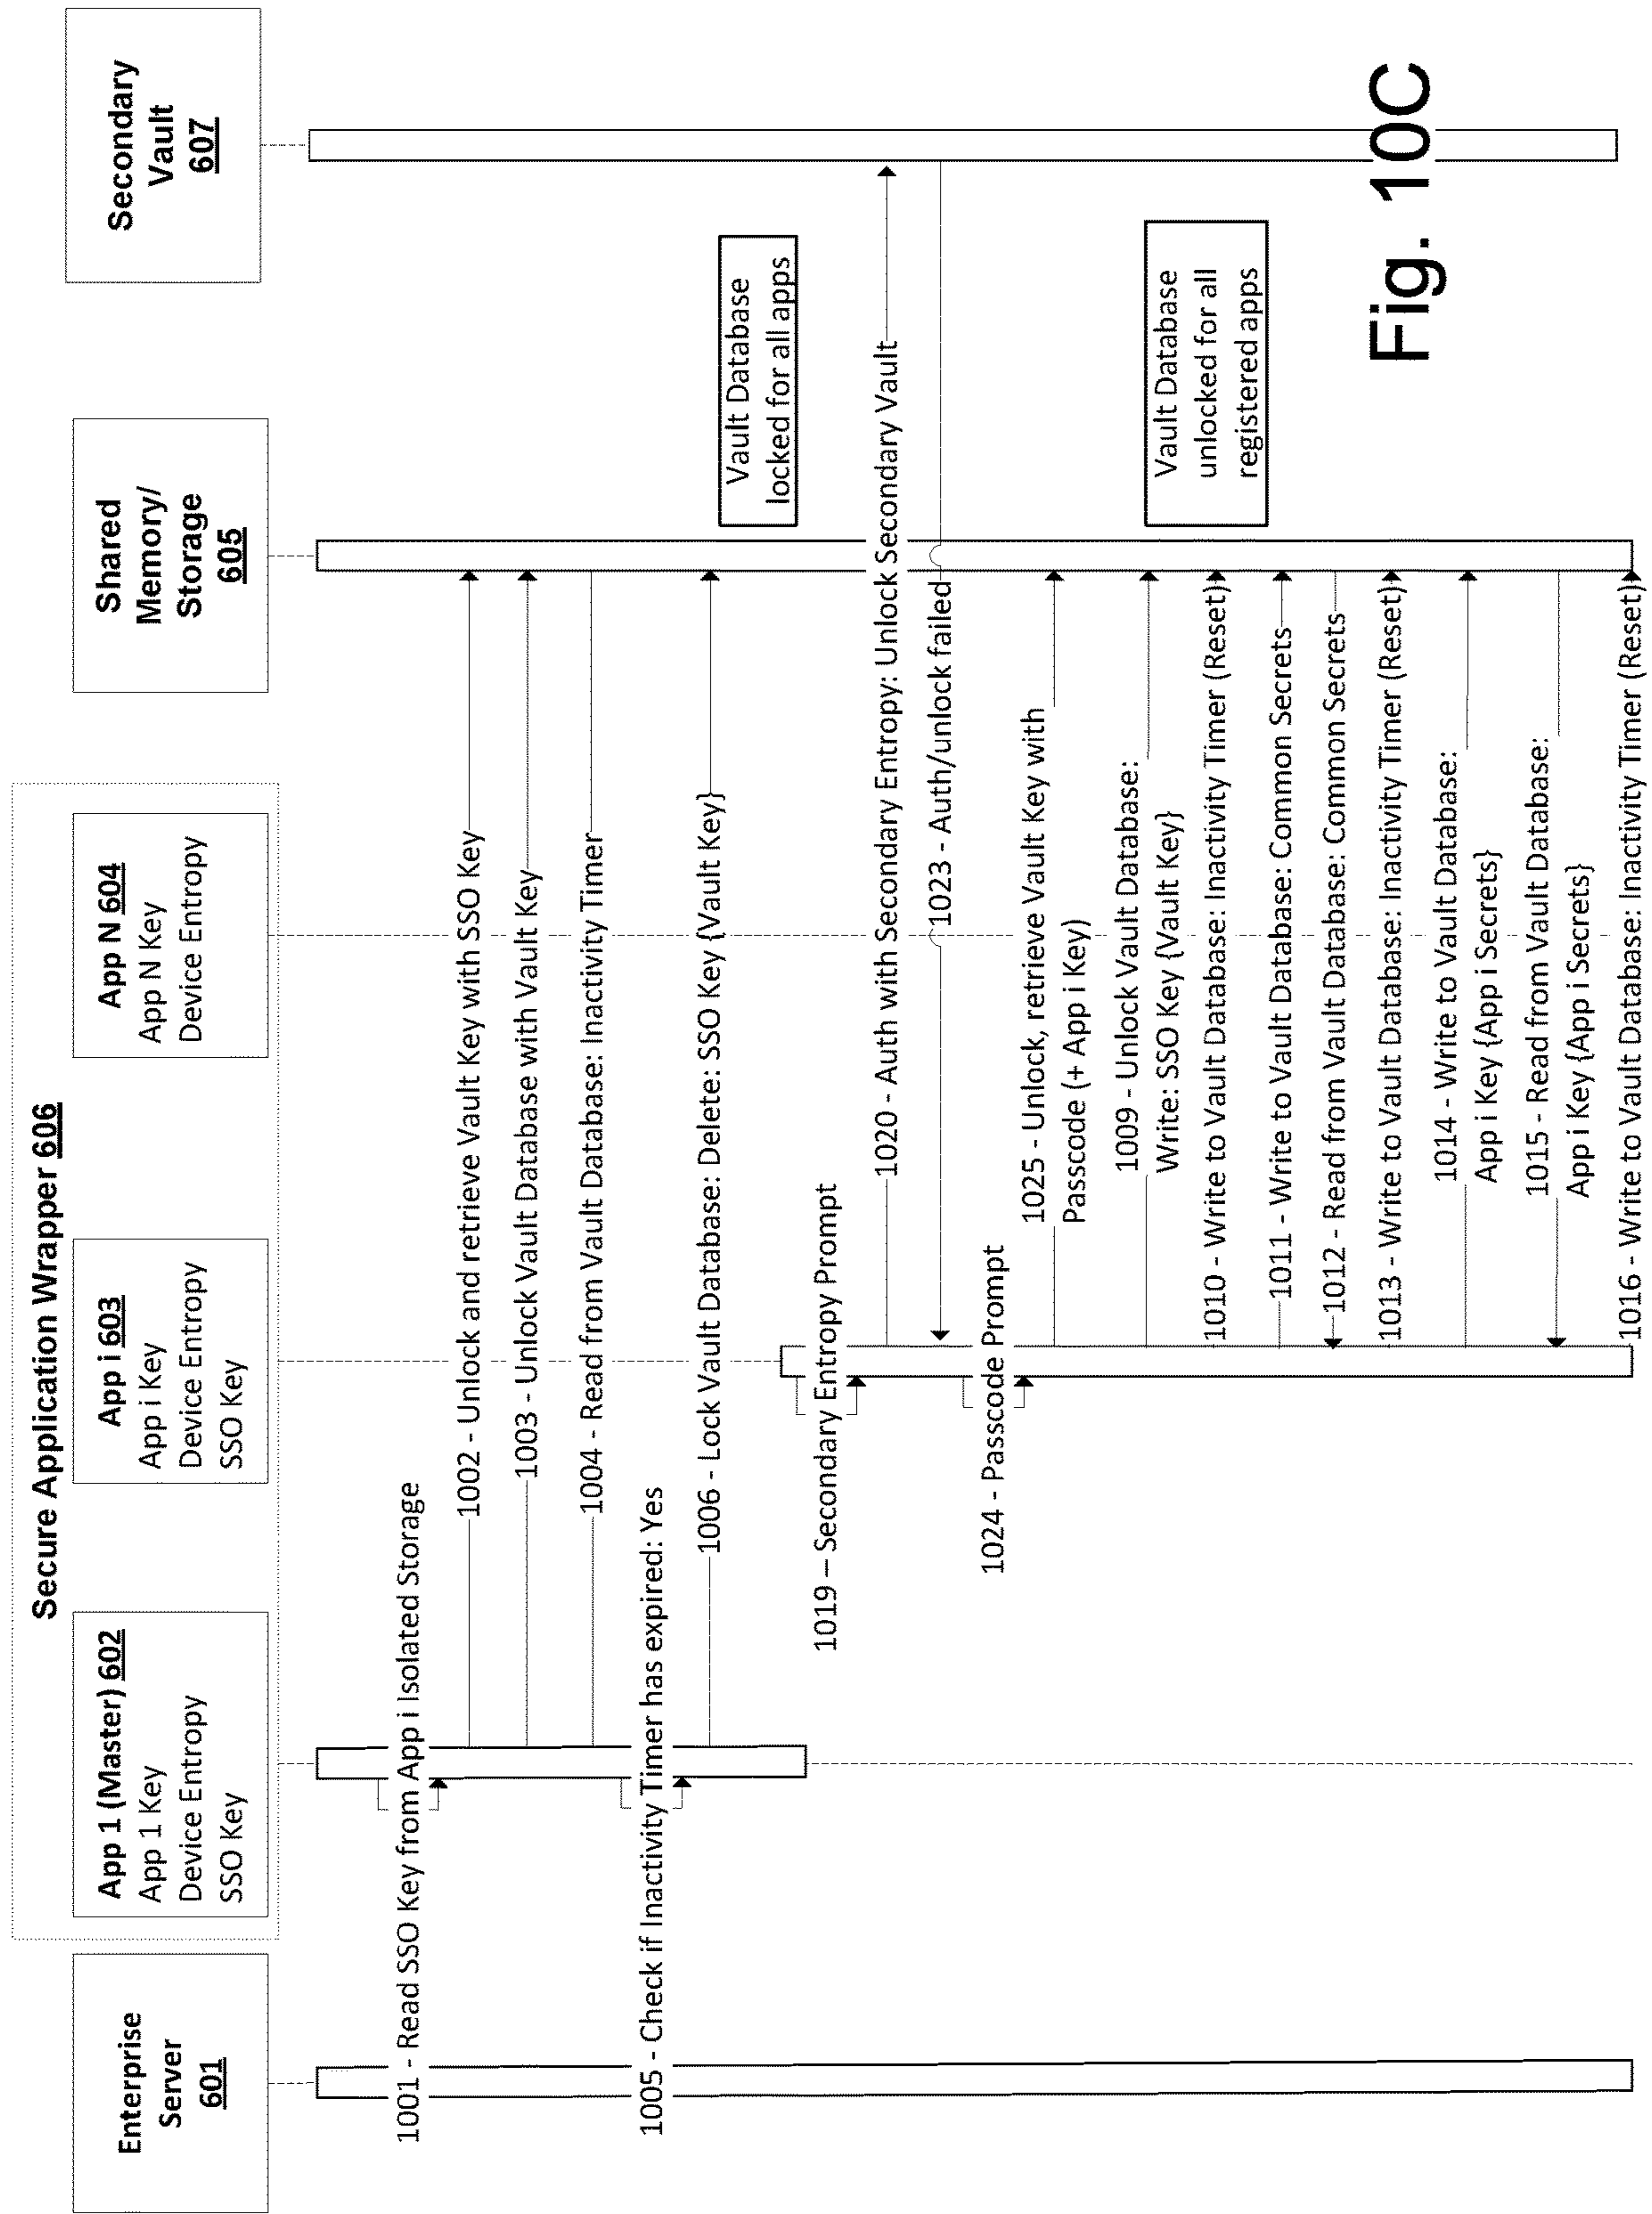 Secure Application Wrapper 606
Enterprise
Server
601
App 1 (Master) 602
App 1 Key
Device Entropy
SSO Key
App i 603
App i Key
Device Entropy
SSO Key
App N 604
App N Key
Device Entropy
Shared
Memory/
Storage
605
Secondary
Vault
607
1001 - Read SSO Key from App i Isolated Storage
1002 - Unlock and retrieve Vault Key with SSO Key
1003 - Unlock Vault Database with Vault Key
1004 - Read from Vault Database: Inactivity Timer
1005 - Check if Inactivity Timer has expired: Yes
1006 - Lock Vault Database: Delete: SSO Key {Vault Key}
Vault Database
locked for all apps
1019 – Secondary Entropy Prompt
1020 - Auth with Secondary Entropy: Unlock Secondary Vault
1023 - Auth/unlock failed
1024 - Passcode Prompt
1025 - Unlock, retrieve Vault Key with
Passcode (+ App i Key)
1009 - Unlock Vault Database:
Write: SSO Key {Vault Key}
Vault Database
unlocked for all
registered apps
1010 - Write to Vault Database: Inactivity Timer (Reset)
1011 - Write to Vault Database: Common Secrets
1012 - Read from Vault Database: Common Secrets
1013 - Write to Vault Database: Inactivity Timer (Reset)
1014 - Write to Vault Database:
App i Key {App i Secrets}
1015 - Read from Vault Database:
App i Key {App i Secrets}
1016 - Write to Vault Database: Inactivity Timer (Reset)
Fig. 10C